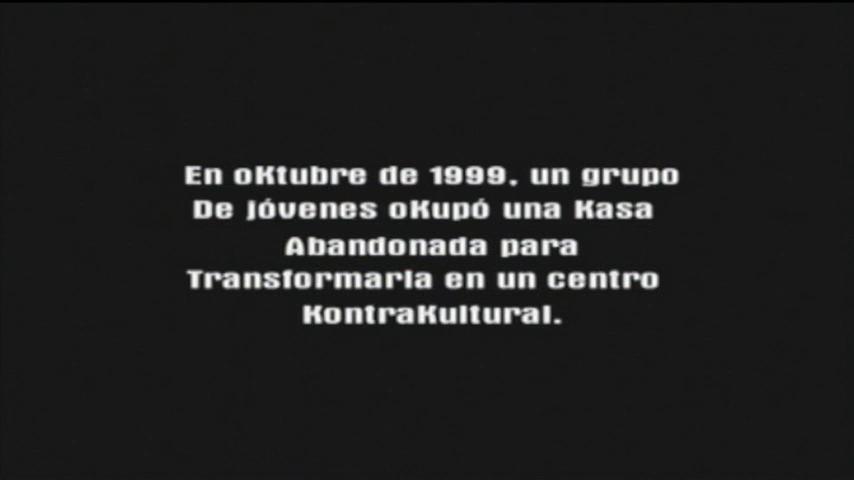 En oKtubre de 1999, un grupo
De jóvenes oKupó una Kasa
Abandonada para
Transformarla en un centro
KontraKultural.